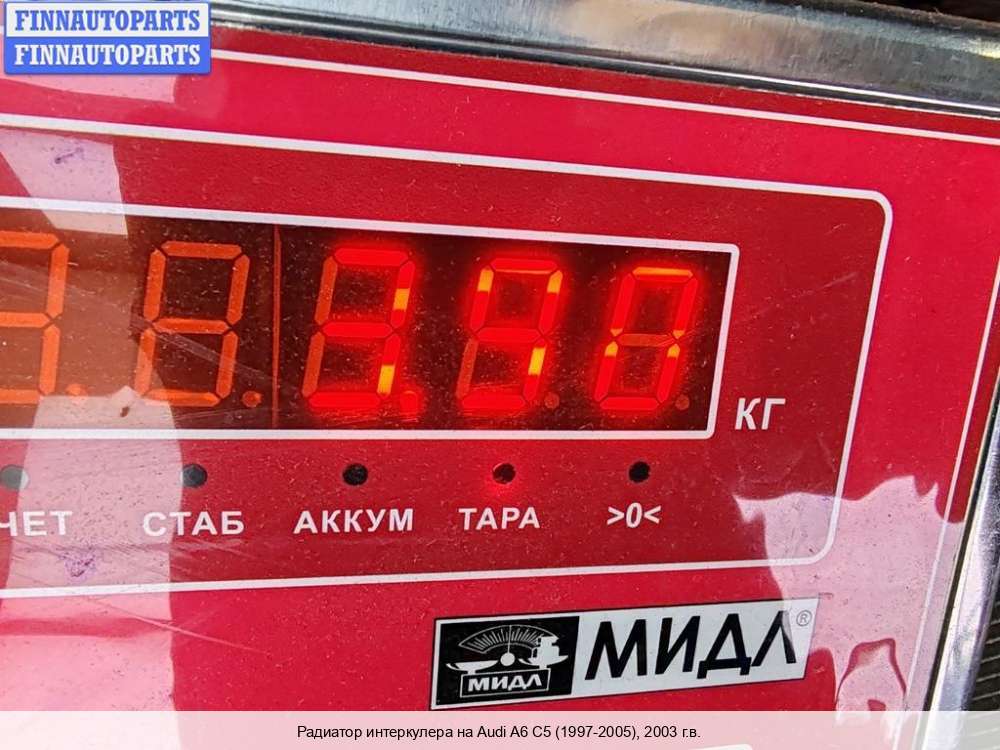 FINNAUTOPARTS
FINNAUTOPARTS
3.90
КГ
ЧЕТ СТАБ АККУМ ТАРА >0<
МИДЛ МИДЛ®
Радиатор интеркулера на Audi A6 C5 (1997-2005), 2003 г.в.